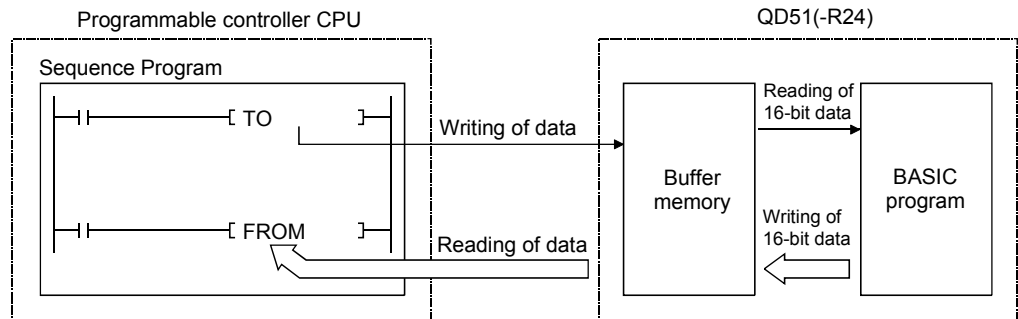 Programmable controller CPU
QD51(-R24)
Sequence Program
TO
Writing of data
FROM
Reading of data
Buffer
memory
Reading of
16-bit data
Writing of
16-bit data
BASIC
program